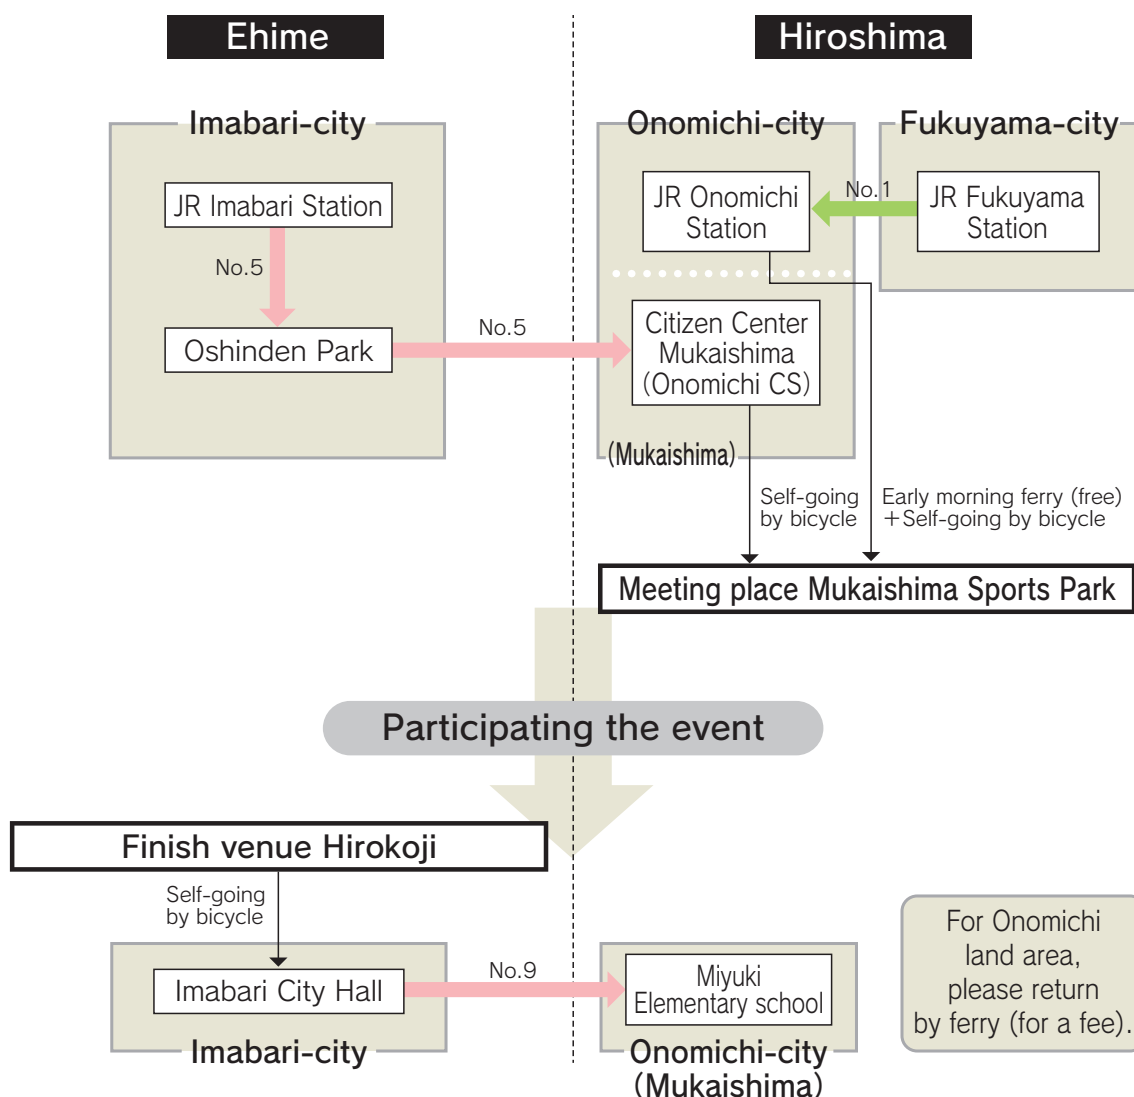 Ehime
Hiroshima
Imabari-city
Onomichi-city
Fukuyama-city
JR Imabari Station
JR Onomichi
Station
No.1
JR Fukuyama
Station
No.5
Oshinden Park
No.5
Citizen Center
Mukaishima
(Onomichi CS)
(Mukaishima)
Self-going
by bicycle
Early morning ferry (free)
+Self-going by bicycle
Meeting place Mukaishima Sports Park
Participating the event
Finish venue Hirokoji
Self-going
by bicycle
Imabari City Hall
No.9
Miyuki
Elementary school
Imabari-city
Onomichi-city
(Mukaishima)
For Onomichi
land area,
please return
by ferry (for a fee).